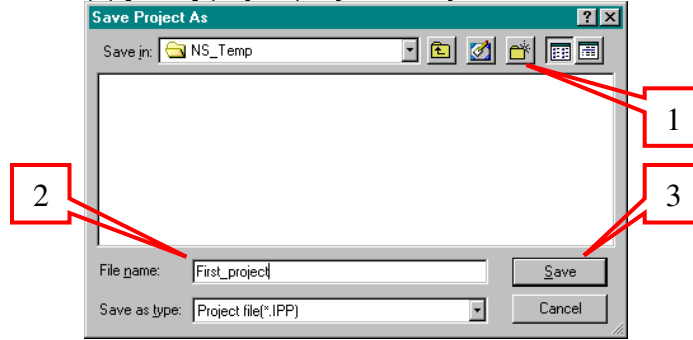 Save Project As
Save in: NS_Temp
1
2
3
File name: First_project Save
Save as type: Project file(*.IPP) Cancel